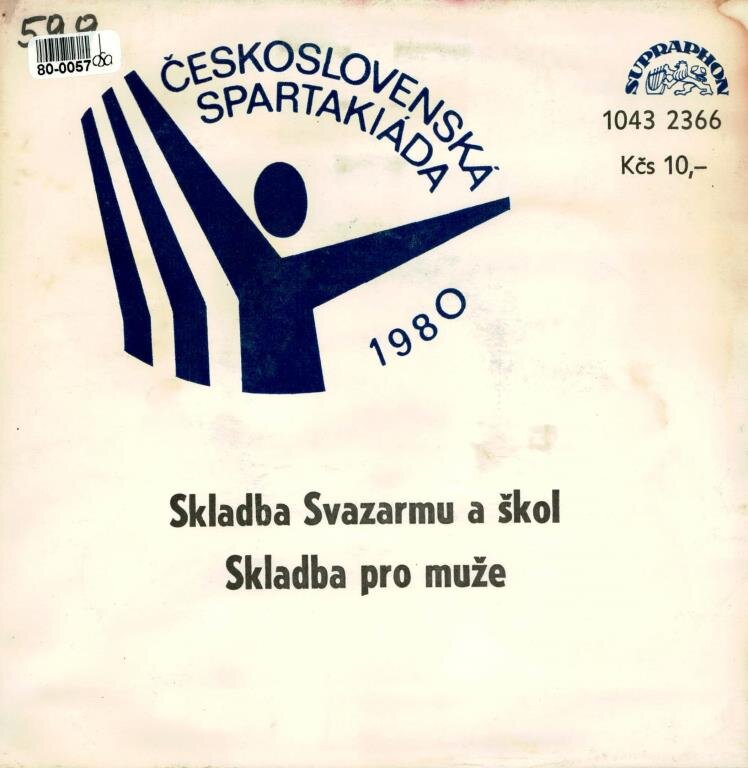 599
80-0057
ČESKOSLOVENSKÁ
SPARTAKIÁDA
1980
SUPRAPHON
1043 2366
Kčs 10,–
Skladba Svazarmu a škol
Skladba pro muže